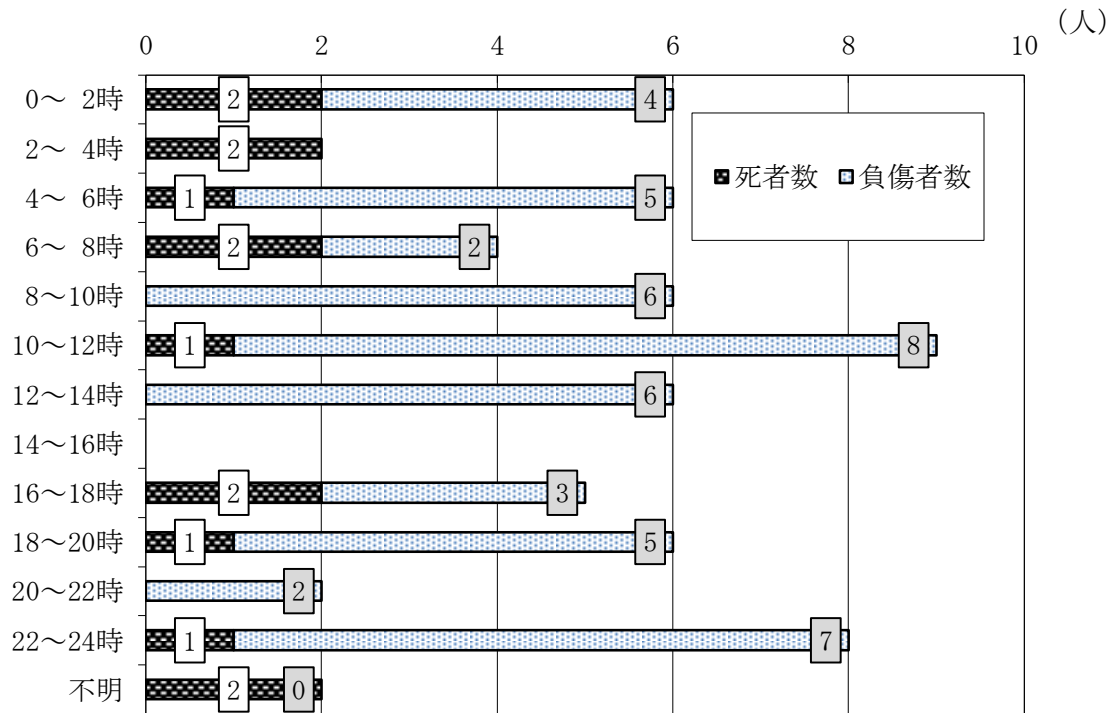 (人)
0 2 4 6 8 10
0～ 2時 2 4
2～ 4時 2
4～ 6時 1 5
6～ 8時 2 2
8～10時 6
10～12時 1 8
12～14時 6
14～16時
16～18時 2 3
18～20時 1 5
20～22時 2
22～24時 1 7
不明 2 0
死者数 負傷者数